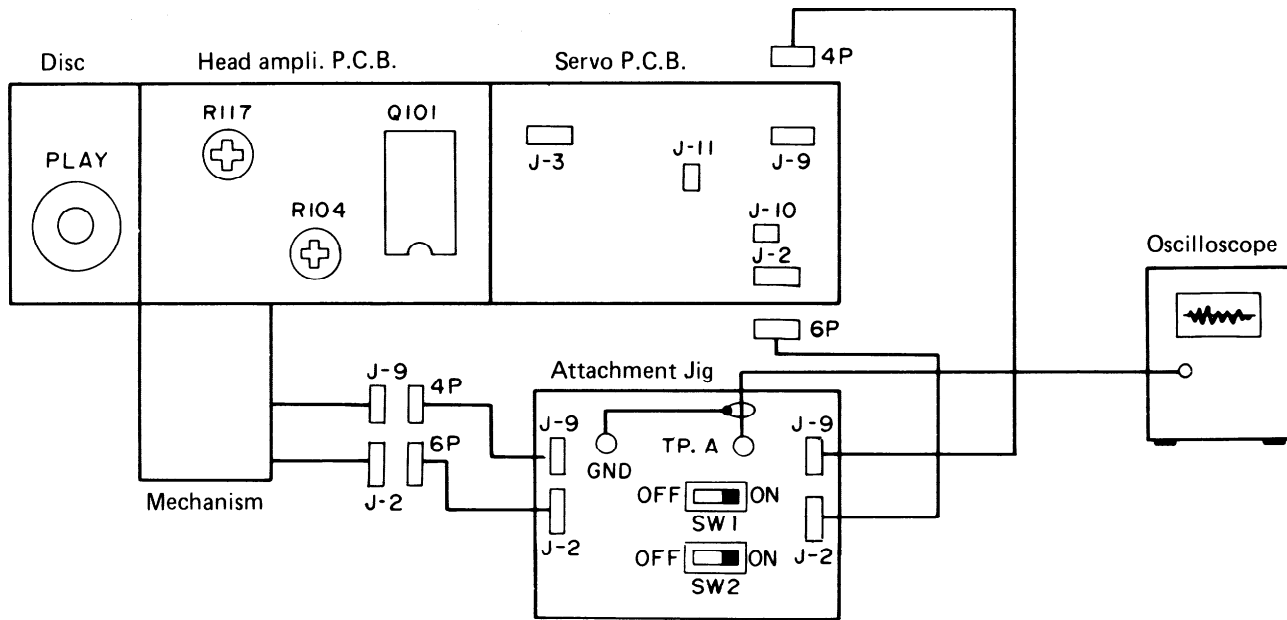 Disc
Head ampli. P.C.B.
Servo P.C.B.
4P
R117
Q101
PLAY
J-3
J-11
J-9
R104
J-10
J-2
Oscilloscope
6P
Attachment Jig
J-9
4P
J-9
GND
TP. A
J-9
6P
Mechanism
J-2
OFF
ON
SW1
J-2
J-2
OFF
ON
SW2